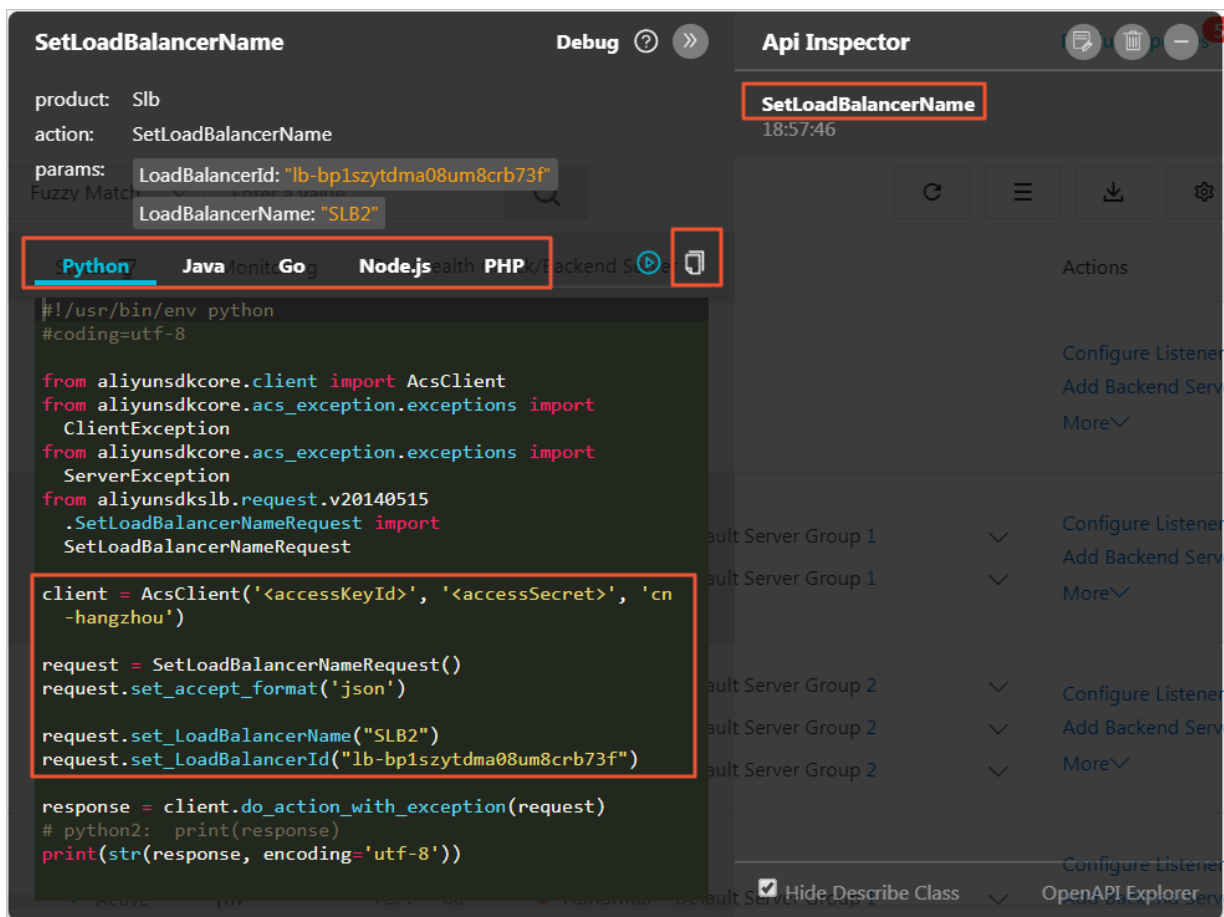 SetLoadBalancerName
Debug
Api Inspector
5
product: Slb
action: SetLoadBalancerName
params:
LoadBalancerId: "lb-bp1szytdma08um8crb73f"
LoadBalancerName: "SLB2"
SetLoadBalancerName
18:57:46
Fuzzy Match
Enter a value
Python
Java
Go
Node.js
PHP
Actions
#!/usr/bin/env python
#coding=utf-8
from aliyunsdkcore.client import AcsClient
from aliyunsdkcore.acs_exception.exceptions import
ClientException
from aliyunsdkcore.acs_exception.exceptions import
ServerException
from aliyunsdkslb.request.v20140515
.SetLoadBalancerNameRequest import
SetLoadBalancerNameRequest
client = AcsClient('<accessKeyId>', '<accessSecret>', 'cn
-hangzhou')
request = SetLoadBalancerNameRequest()
request.set_accept_format('json')
request.set_LoadBalancerName("SLB2")
request.set_LoadBalancerId("lb-bp1szytdma08um8crb73f")
response = client.do_action_with_exception(request)
# python2:  print(response)
print(str(response, encoding='utf-8'))
Configure Listener
Add Backend Serv
More
ault Server Group 1
ault Server Group 1
Configure Listener
Add Backend Serv
More
ault Server Group 2
ault Server Group 2
ault Server Group 2
Configure Listener
Add Backend Serv
More
Configure Listener
Hide Describe Class
OpenAPI Explorer